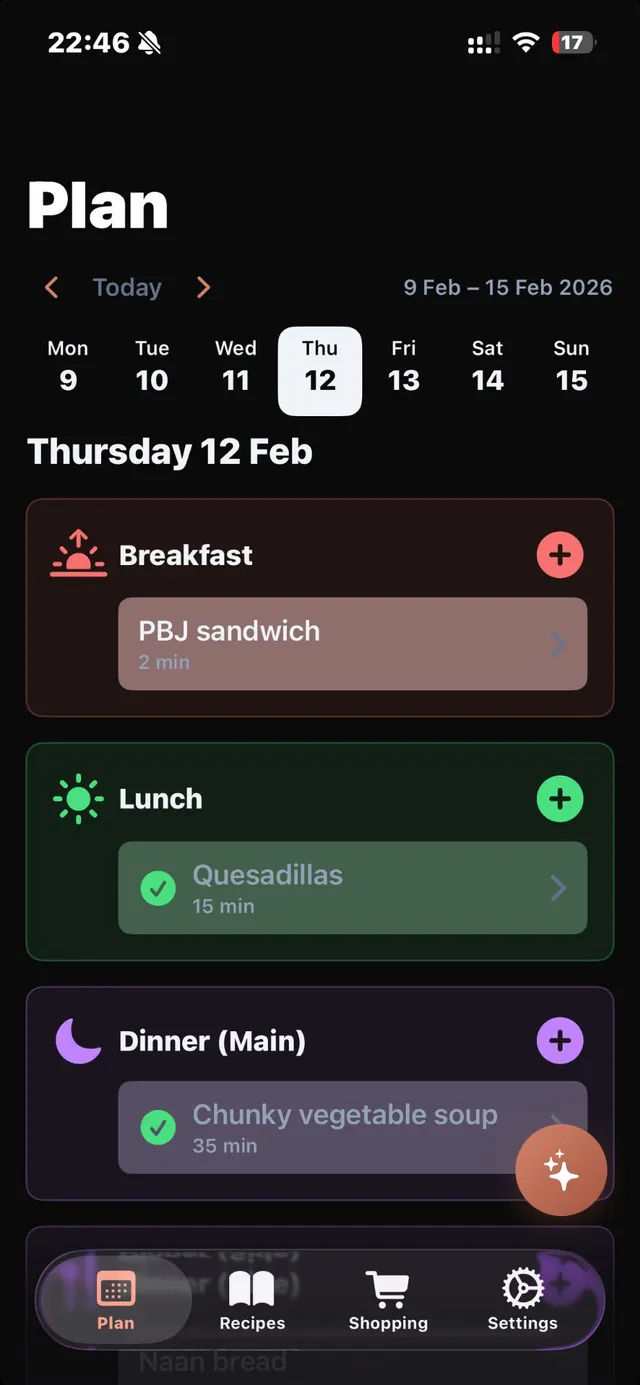 22:46
17
Plan
Today
9 Feb – 15 Feb 2026
Mon Tue Wed Thu Fri Sat Sun
9 10 11 12 13 14 15
Thursday 12 Feb
Breakfast
PBJ sandwich
2 min
Lunch
Quesadillas
15 min
Dinner (Main)
Chunky vegetable soup
35 min
Plan
Recipes
Shopping
Settings
Naan bread